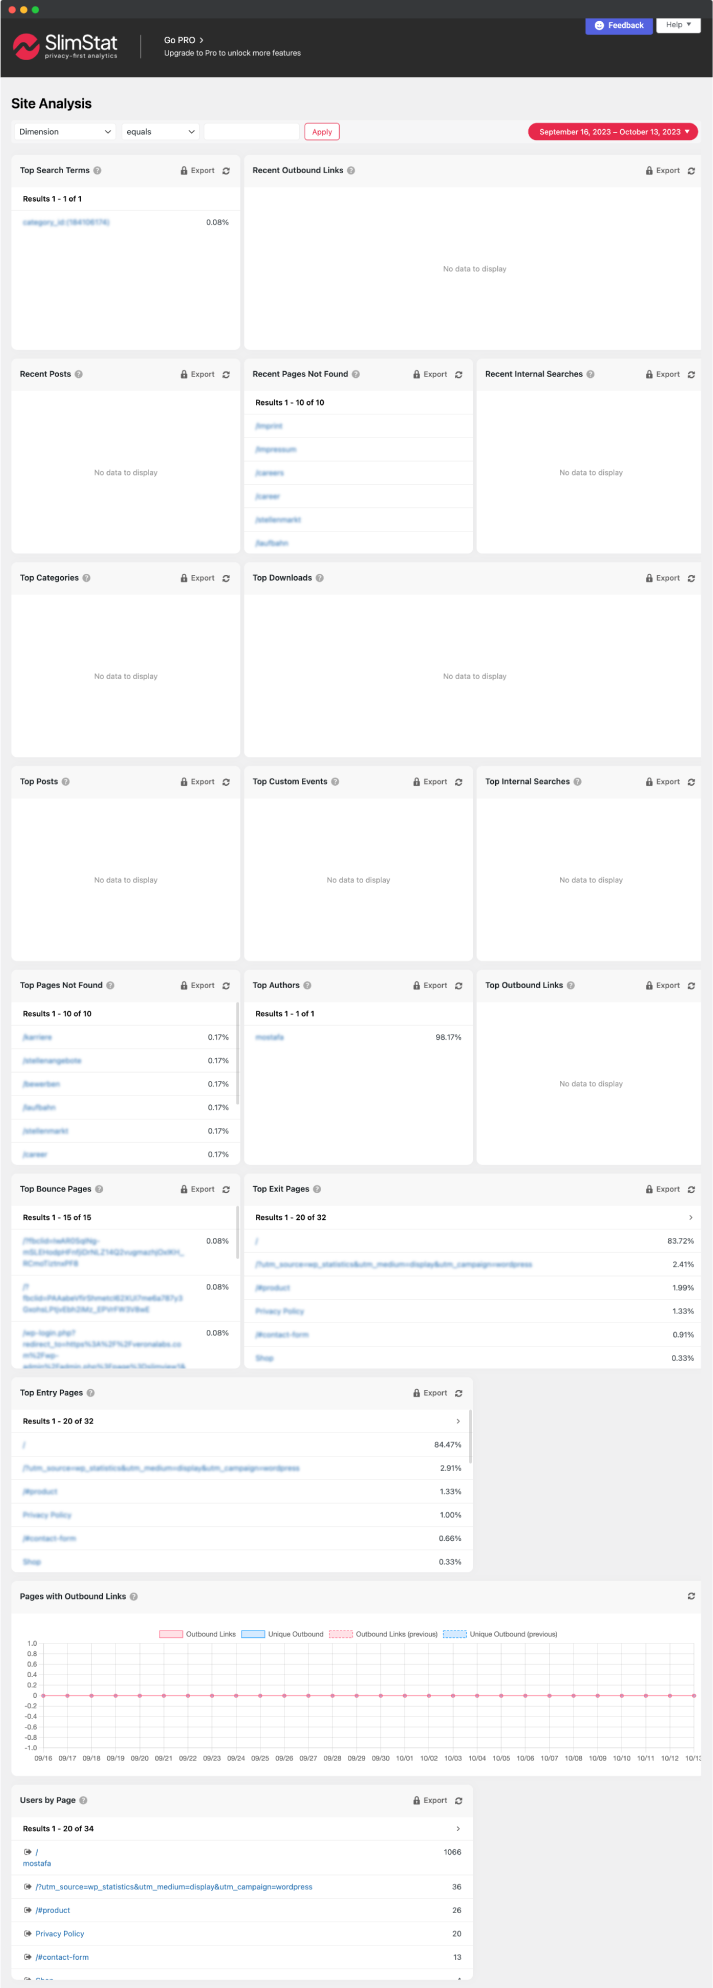 Feedback
Help ▼
SlimStat
privacy-first analytics
Go PRO >
Upgrade to Pro to unlock more features
Site Analysis
Dimension
equals
Apply
September 16, 2023 – October 13, 2023 ▼
Top Search Terms ?
Export
Results 1 - 1 of 1
category_id (184106174)
0.08%
Recent Outbound Links ?
Export
No data to display
Recent Posts ?
Export
No data to display
Recent Pages Not Found ?
Export
Results 1 - 10 of 10
/imprint
/impressum
/careers
/career
/stellenmarkt
/laufbahn
Recent Internal Searches ?
Export
No data to display
Top Categories ?
Export
No data to display
Top Downloads ?
Export
No data to display
Top Posts ?
Export
No data to display
Top Custom Events ?
Export
No data to display
Top Internal Searches ?
Export
No data to display
Top Pages Not Found ?
Export
Results 1 - 10 of 10
/karriere 0.17%
/stellenangebote 0.17%
/bewerben 0.17%
/laufbahn 0.17%
/stellenmarkt 0.17%
/career 0.17%
Top Authors ?
Export
Results 1 - 1 of 1
mostafa 98.17%
Top Outbound Links ?
Export
No data to display
Top Bounce Pages ?
Export
Results 1 - 15 of 15
0.08%
0.08%
0.08%
Top Exit Pages ?
Export
Results 1 - 20 of 32 >
/ 83.72%
/?utm_source=wp_statistics&utm_medium=display&utm_campaign=wordpress 2.41%
/#product 1.99%
Privacy Policy 1.33%
/#contact-form 0.91%
Shop 0.33%
Top Entry Pages ?
Export
Results 1 - 20 of 32 >
/ 84.47%
/?utm_source=wp_statistics&utm_medium=display&utm_campaign=wordpress 2.91%
/#product 1.33%
Privacy Policy 1.00%
/#contact-form 0.66%
Shop 0.33%
Pages with Outbound Links ?
Outbound Links Unique Outbound Outbound Links (previous) Unique Outbound (previous)
1.0
0.8
0.6
0.4
0.2
0
-0.2
-0.4
-0.6
-0.8
-1.0
09/16 09/17 09/18 09/19 09/20 09/21 09/22 09/23 09/24 09/25 09/26 09/27 09/28 09/29 09/30 10/01 10/02 10/03 10/04 10/05 10/06 10/07 10/08 10/09 10/10 10/11 10/12 10/13
Users by Page ?
Export
Results 1 - 20 of 34 >
/ 1066
mostafa
/?utm_source=wp_statistics&utm_medium=display&utm_campaign=wordpress 36
/#product 26
Privacy Policy 20
/#contact-form 13